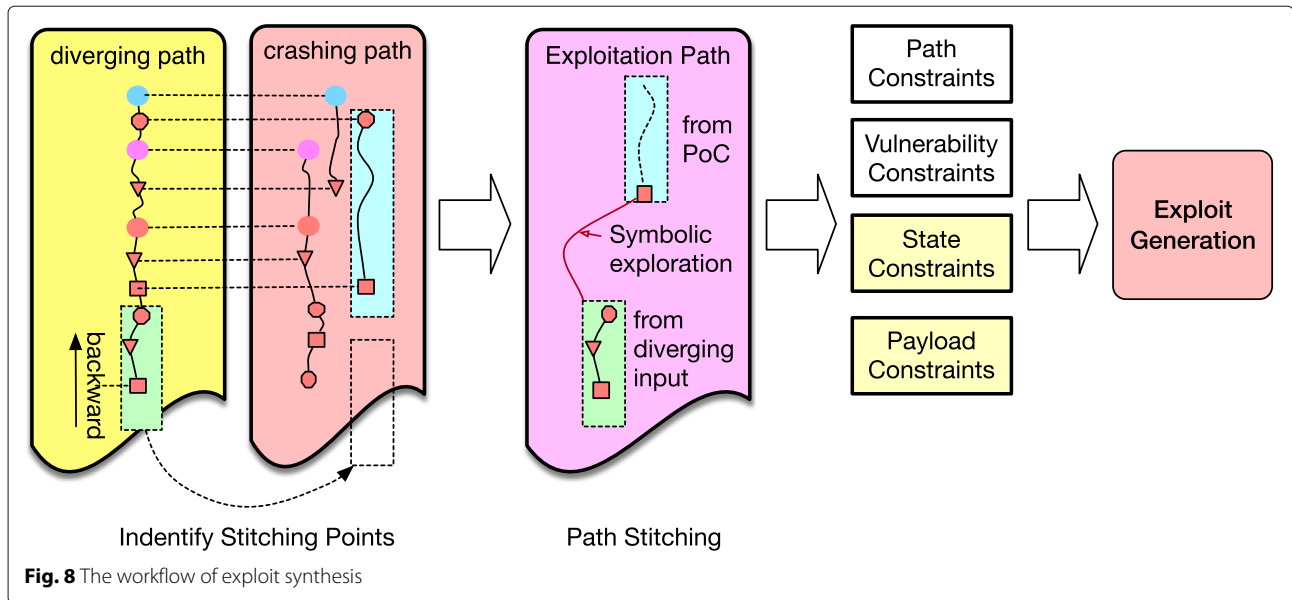 diverging path
crashing path
backward
Indentify Stitching Points
Exploitation Path
from
PoC
Symbolic
exploration
from
diverging
input
Path Stitching
Path
Constraints
Vulnerability
Constraints
State
Constraints
Payload
Constraints
Exploit
Generation
Fig. 8 The workflow of exploit synthesis